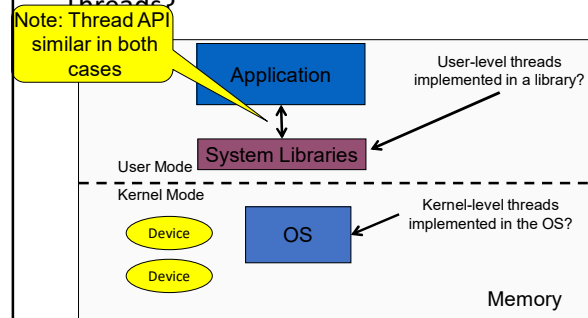 Threads?
Note: Thread API
similar in both
cases
Application
User-level threads
implemented in a library?
System Libraries
User Mode
Kernel Mode
Kernel-level threads
implemented in the OS?
Device
OS
Device
Memory